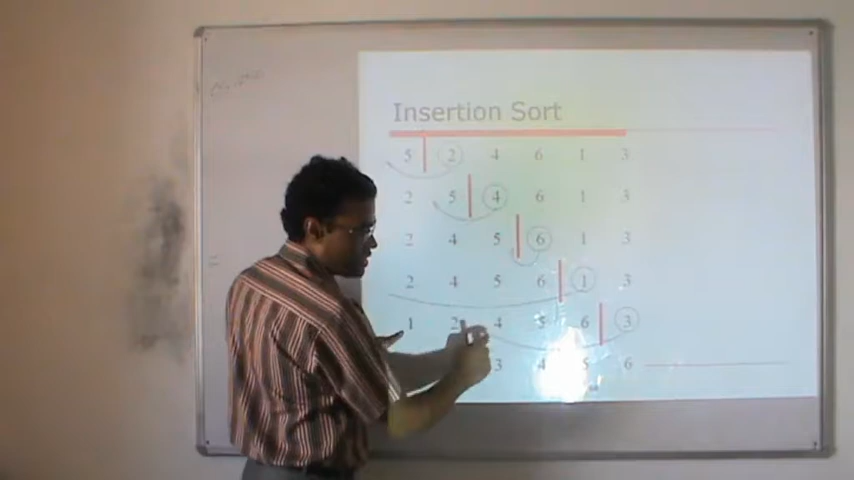 Insertion Sort
5 2 4 6 1 3
2 5 4 6 1 3
2 4 5 6 1 3
2 4 5 6 1 3
1 2 4 5 6 3
3 4 5 6